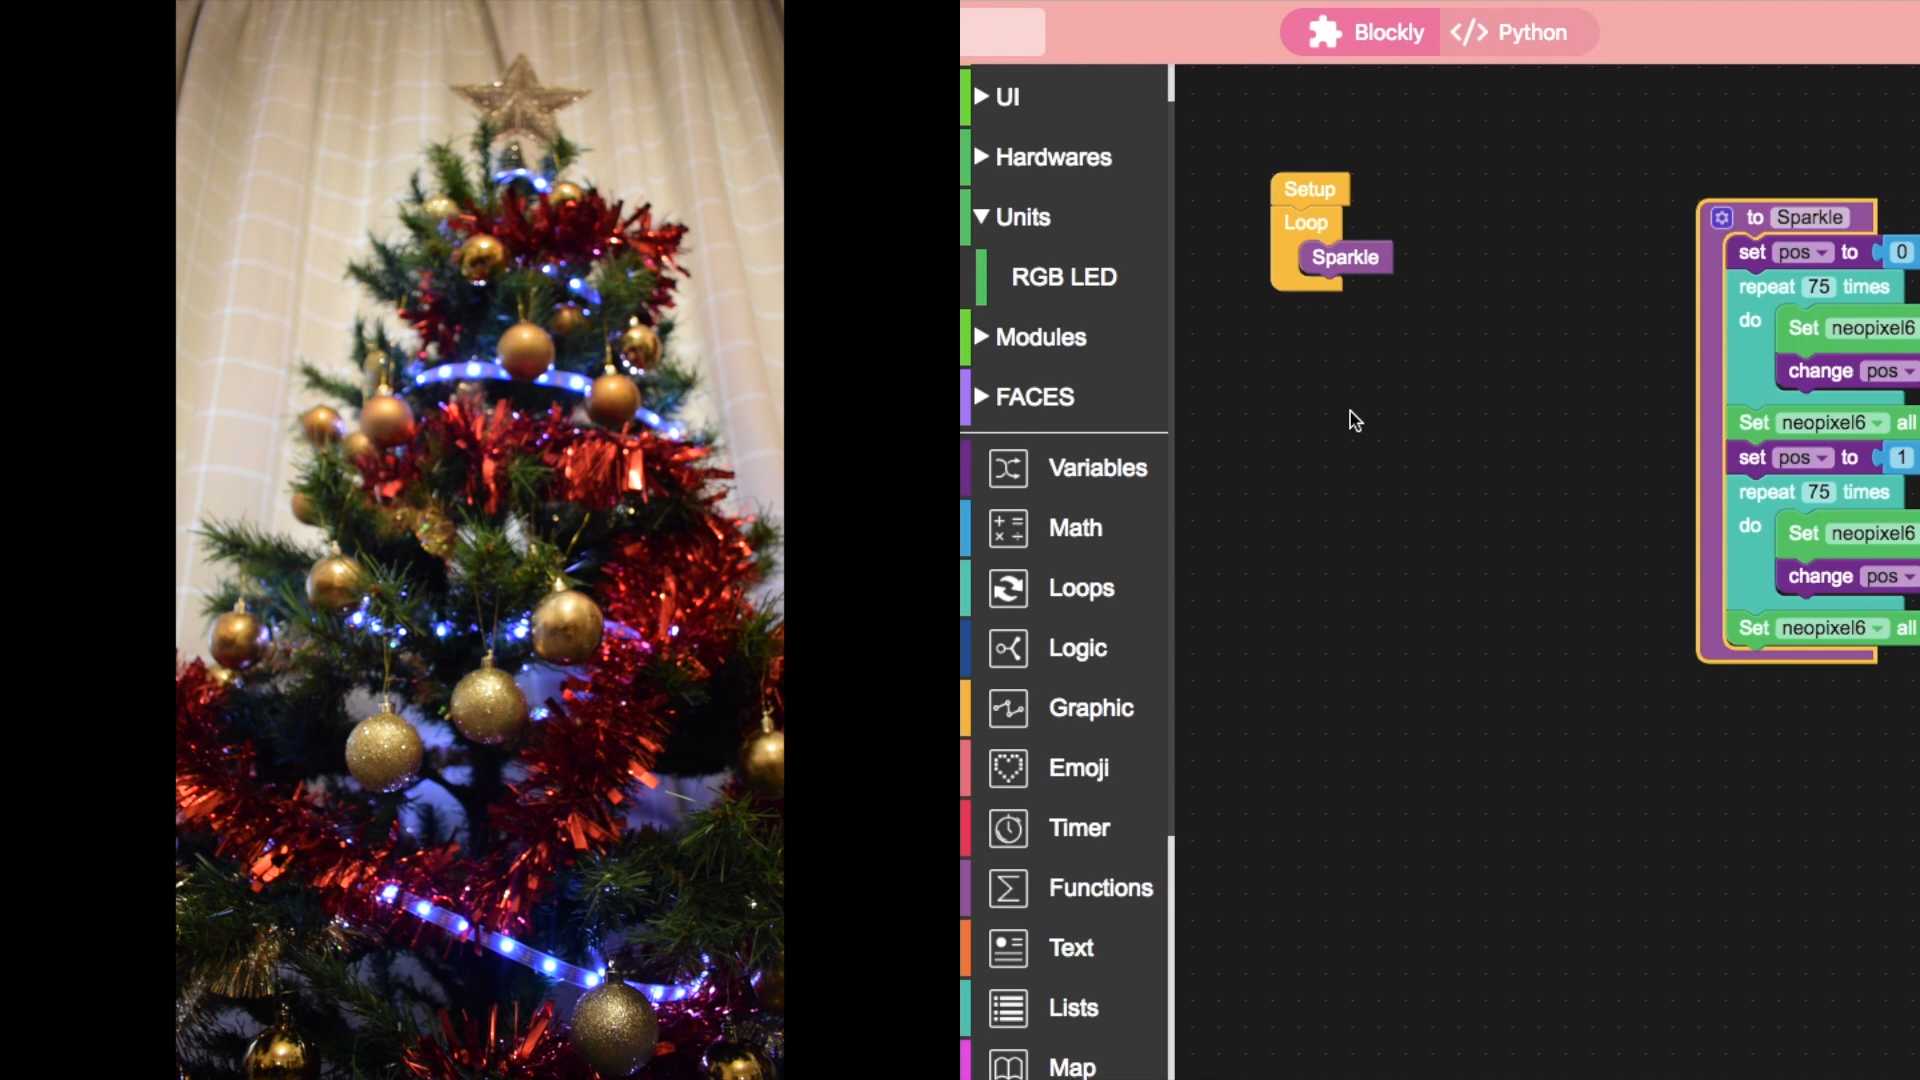 Blockly
</> Python
UI
Hardwares
Units
RGB LED
Modules
FACES
Variables
Math
Loops
Logic
Graphic
Emoji
Timer
Functions
Text
Lists
Map
Setup
Loop
Sparkle
to Sparkle
set pos to 0
repeat 75 times
do Set neopixel6
change pos
Set neopixel6 all
set pos to 1
repeat 75 times
do Set neopixel6
change pos
Set neopixel6 all